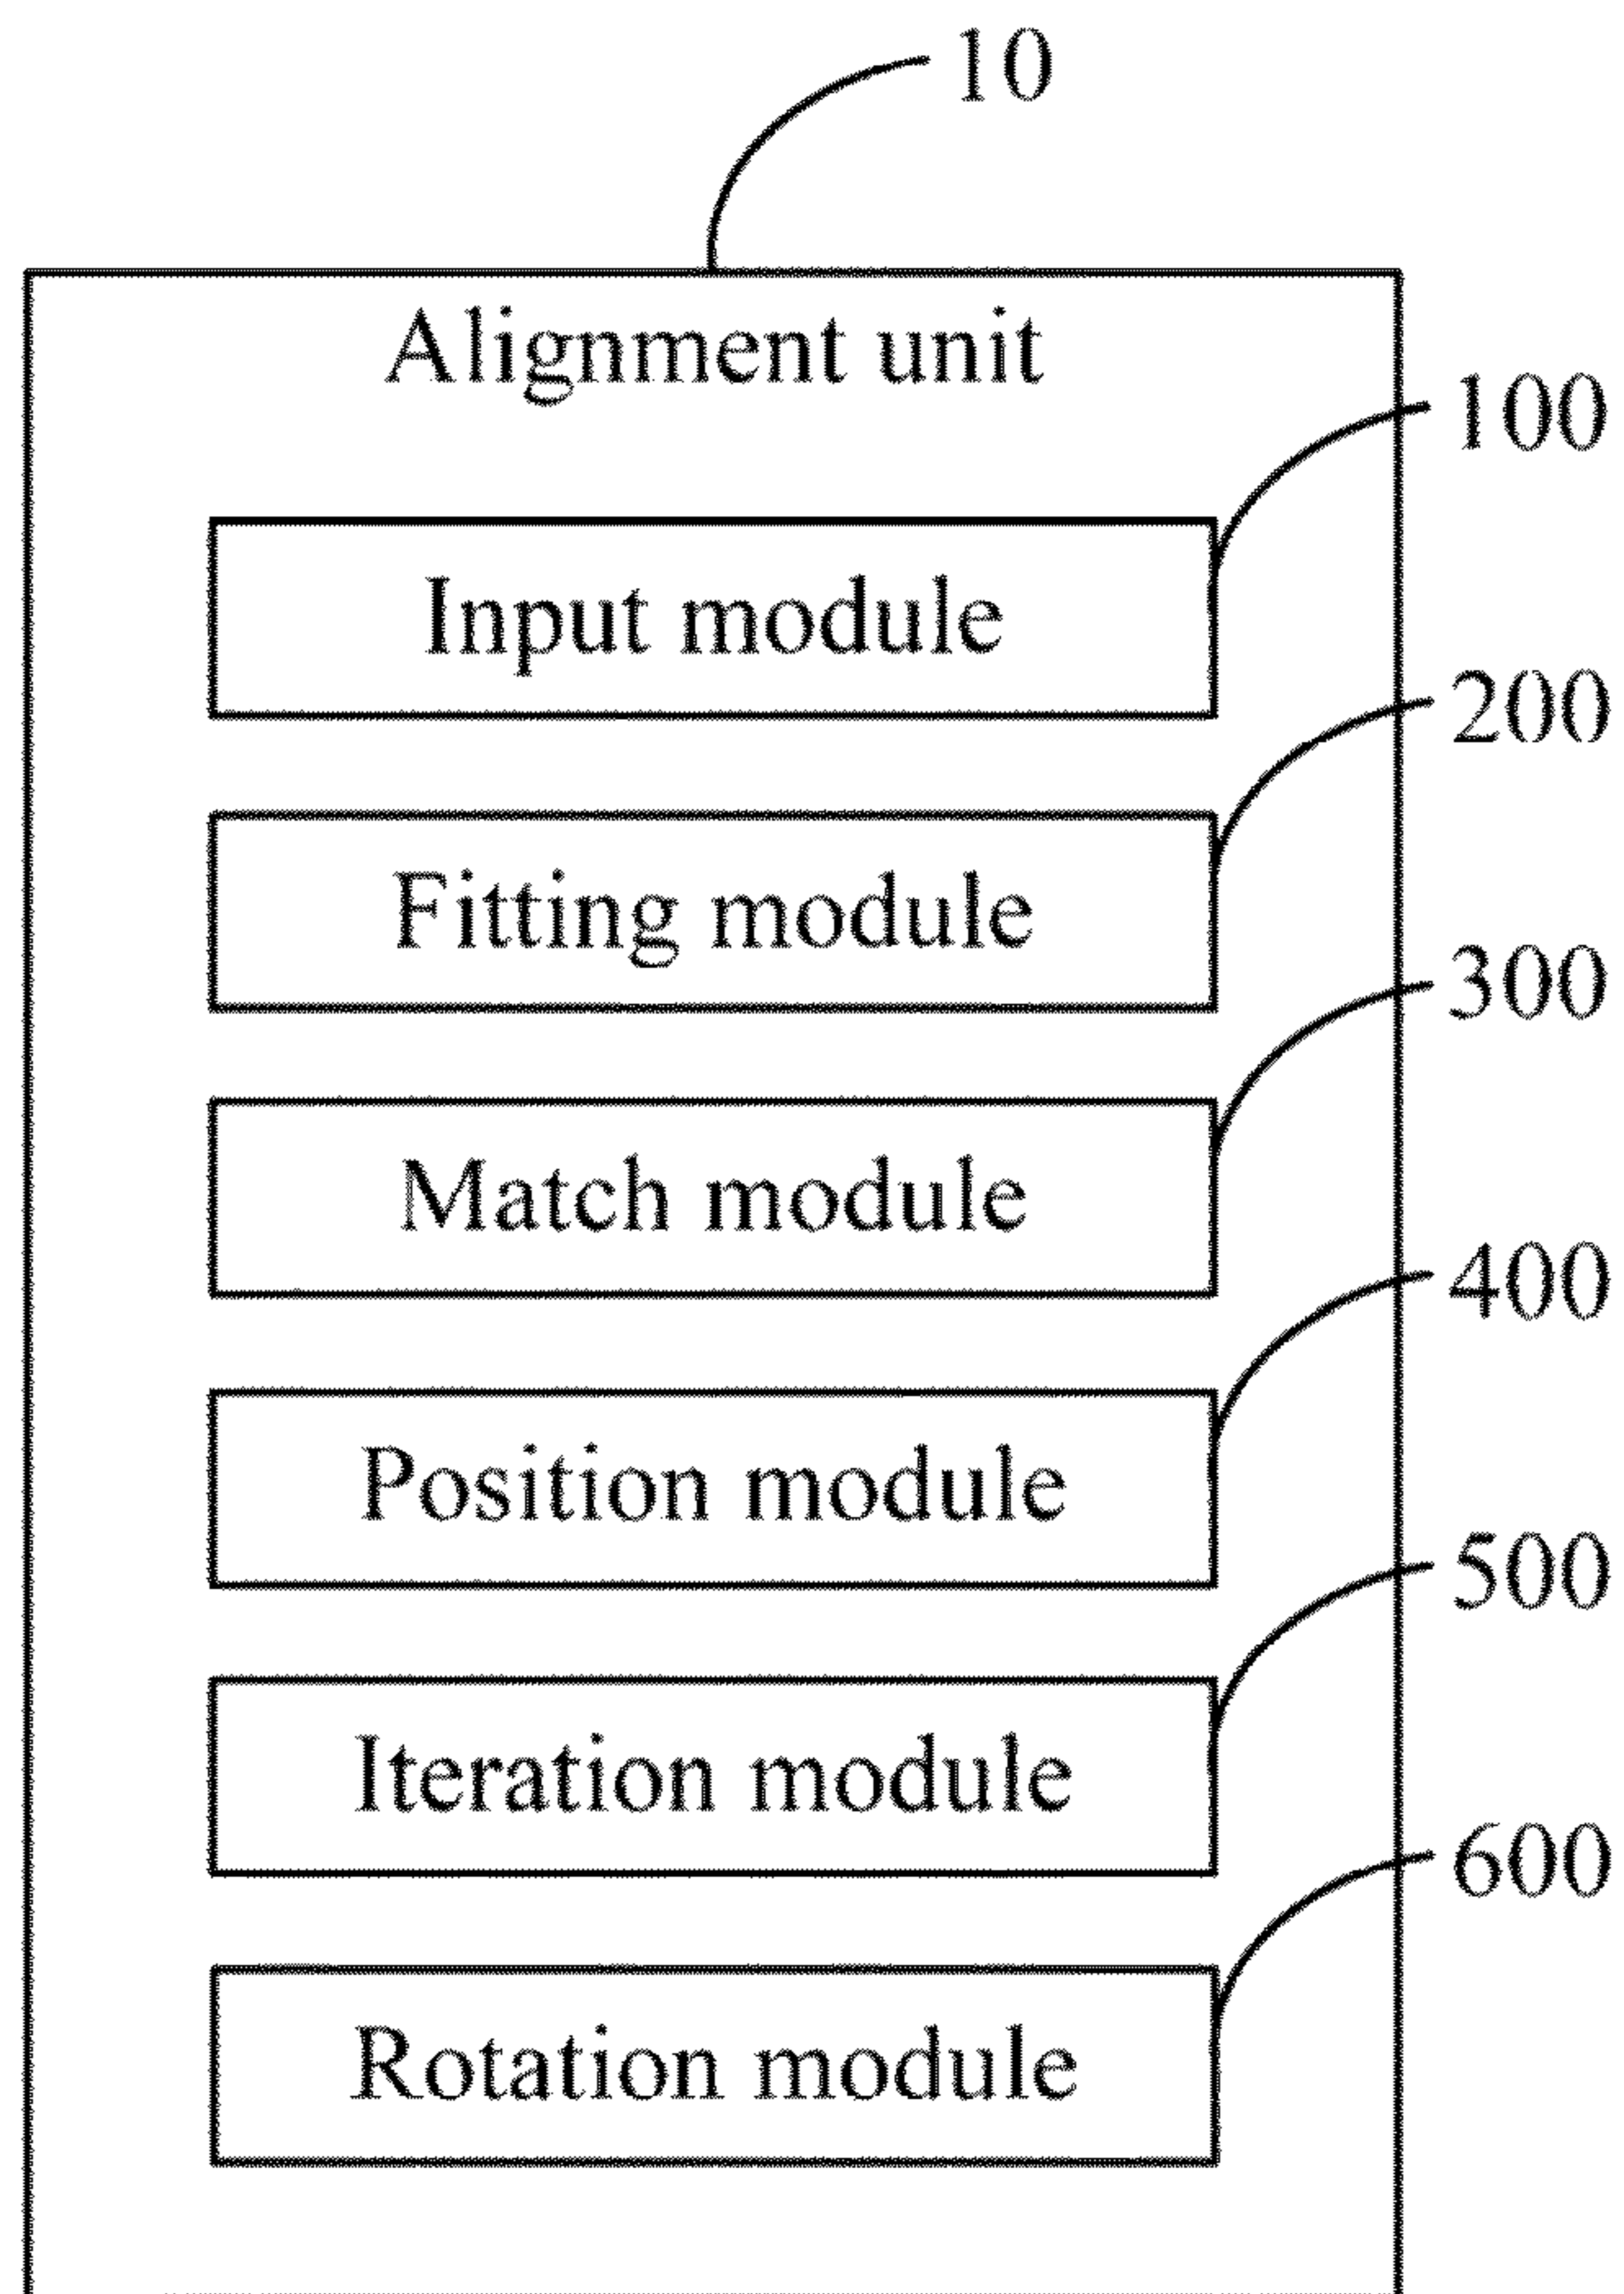 10
Alignment unit
100
Input module
200
Fitting module
300
Match module
400
Position module
500
Iteration module
600
Rotation module